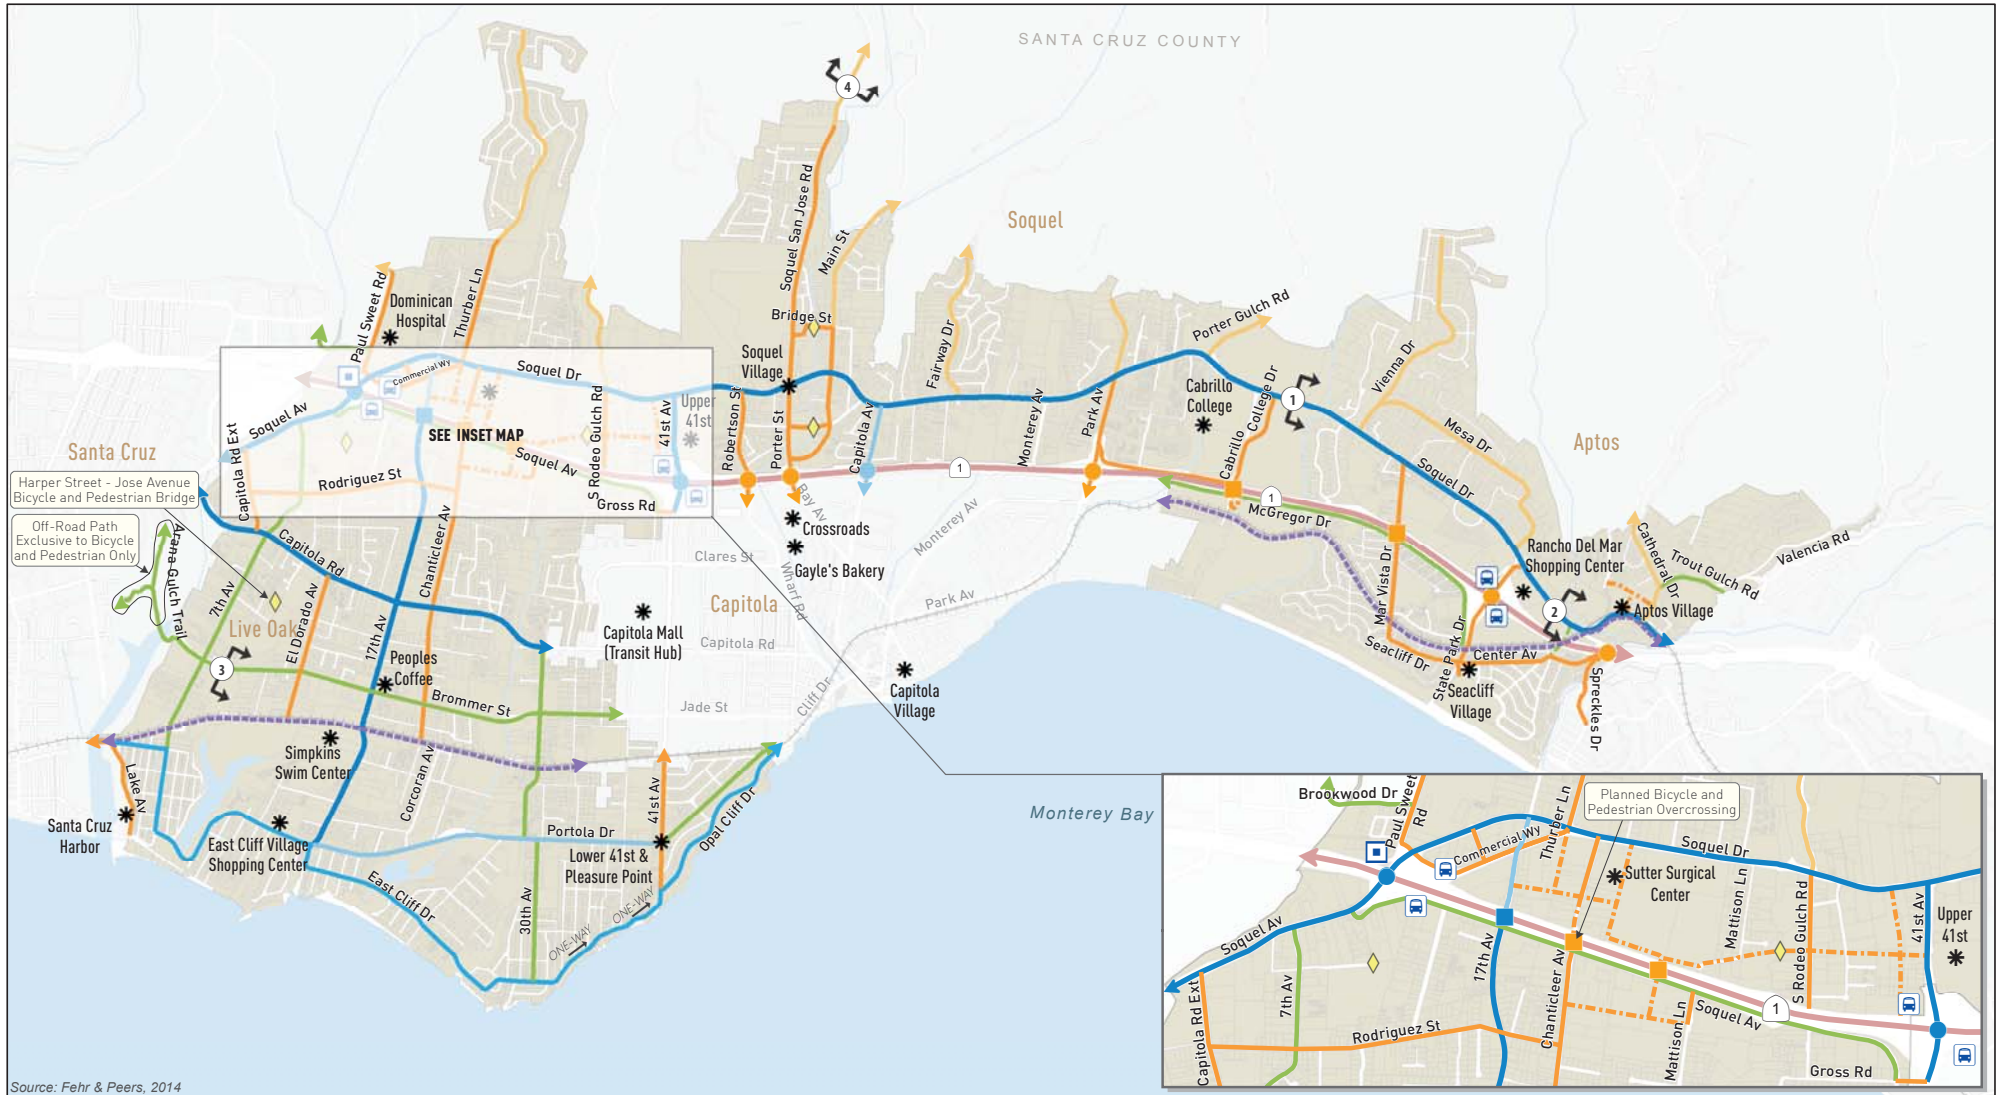 SANTA CRUZ COUNTY
4
Soquel
Soquel San Jose Rd
Main St
Paul Sweet Rd
Dominican
Hospital
Thurber Ln
Bridge St
Fairway Dr
Porter Gulch Rd
Soquel
Village
Vienna Dr
Commercial Wy
Soquel Dr
Robertson St
Cabrillo
College
Cabrillo
College Dr
1
Monterey Av
Park Av
Mesa Dr
Aptos
Soquel Av
SEE INSET MAP
S Rodeo Gulch Rd
41st Av
Upper
41st
Porter St
Capitola Av
Santa Cruz
Capitola Rd Ext
Soquel Av
Rodriguez St
Gross Rd
1
1
Soquel Dr
Harper Street - Jose Avenue
Bicycle and Pedestrian Bridge
Bay Av
Crossroads
Monterey Av
McGregor Dr
Off-Road Path
Exclusive to Bicycle
and Pedestrian Only
Arana Gulch Trail
Capitola Rd
Chanticleer Av
Clares St
Gayle's Bakery
Wharf Rd
Rancho Del Mar
Shopping Center
Cathedral Dr
Trout Gulch Rd
Valencia Rd
7th Av
El Dorado Av
17th Av
Live Oak
Capitola
Park Av
Mar Vista Dr
2
Aptos Village
Capitola Mall
(Transit Hub)
Capitola Rd
3
Peoples
Coffee
Brommer St
Jade St
Cliff Dr
Capitola
Village
Seacliff Dr
State Park Dr
Center Av
Seacliff
Village
Spreckles Dr
Simpkins
Swim Center
Corcoran Av
Lake Av
Santa Cruz
Harbor
East Cliff Village
Shopping Center
Portola Dr
41st Av
Opal Cliff Dr
Lower 41st &
Pleasure Point
East Cliff Dr
30th Av
ONE-WAY
ONE-WAY
Monterey Bay
Brookwood Dr
Paul Sweet
Rd
Commercial Wy
Thurber Ln
Planned Bicycle and
Pedestrian Overcrossing
Soquel Dr
Sutter Surgical
Center
Mattison Ln
S Rodeo Gulch Rd
41st Av
Upper
41st
Soquel Av
7th Av
17th Av
Chanticleer Av
Capitola Rd Ext
Rodriguez St
Mattison Ln
Soquel Av
1
Gross Rd
Source: Fehr & Peers, 2014